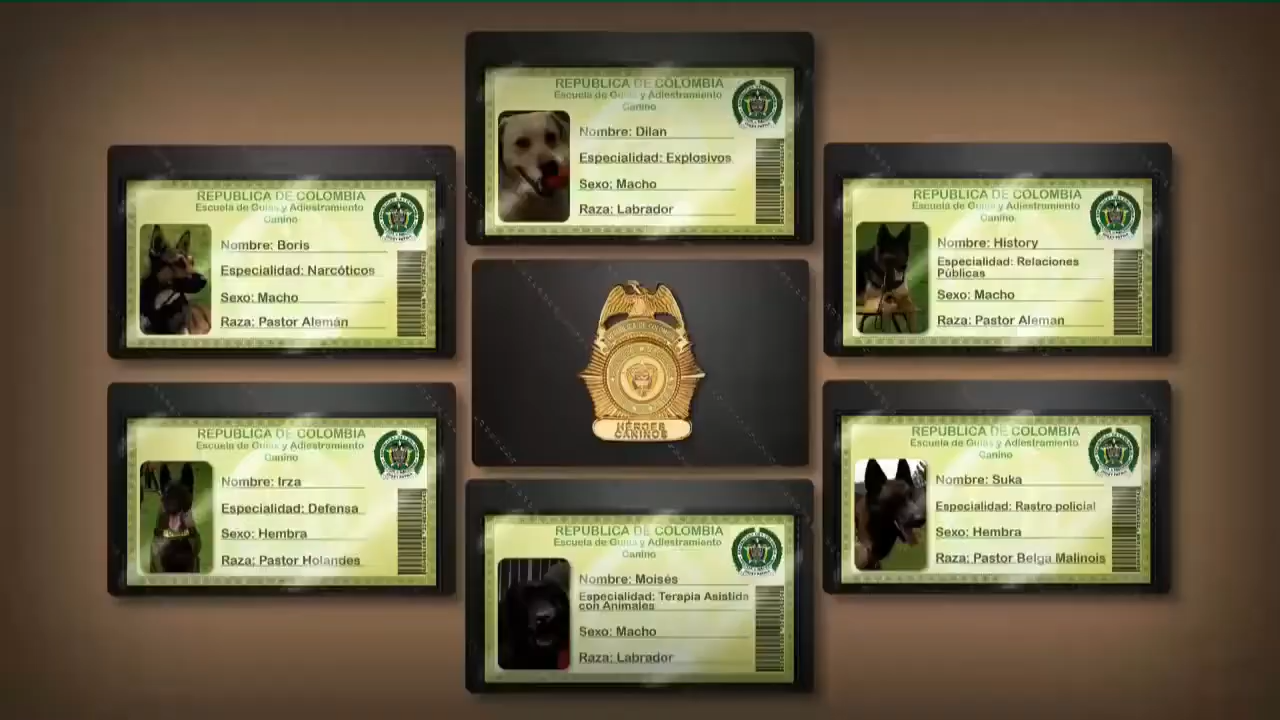 REPUBLICA DE COLOMBIA
Escuela de Guias y Adiestramiento
Canino
Nombre: Dilan
Especialidad: Explosivos
Sexo: Macho
Raza: Labrador
REPUBLICA DE COLOMBIA
Escuela de Guias y Adiestramiento
Canino
Nombre: Boris
Especialidad: Narcóticos
Sexo: Macho
Raza: Pastor Alemán
REPUBLICA DE COLOMBIA
Escuela de Guias y Adiestramiento
Canino
Nombre: History
Especialidad: Relaciones
Públicas
Sexo: Macho
Raza: Pastor Aleman
REPUBLICA DE COLOMBIA
HÉROES
CANINOS
REPUBLICA DE COLOMBIA
Escuela de Guias y Adiestramiento
Canino
Nombre: Irza
Especialidad: Defensa
Sexo: Hembra
Raza: Pastor Holandes
REPUBLICA DE COLOMBIA
Escuela de Guias y Adiestramiento
Canino
Nombre: Suka
Especialidad: Rastro policial
Sexo: Hembra
Raza: Pastor Belga Malinois
REPUBLICA DE COLOMBIA
Escuela de Guias y Adiestramiento
Canino
Nombre: Moisés
Especialidad: Terapia Asistida
con Animales
Sexo: Macho
Raza: Labrador